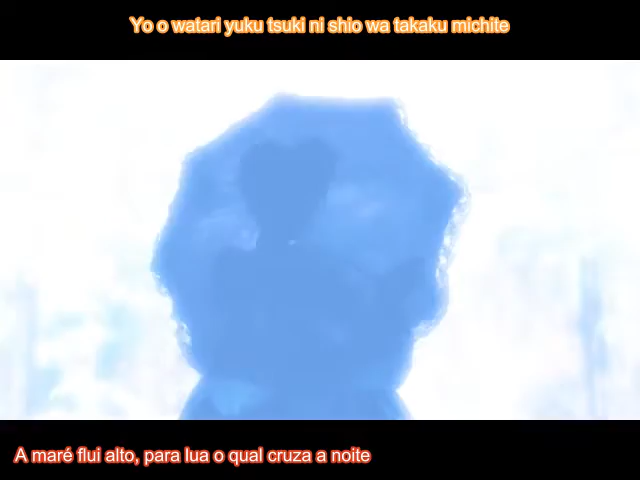 Yo o watari yuku tsuki ni shio wa takaku michite
A maré flui alto, para lua o qual cruza a noite